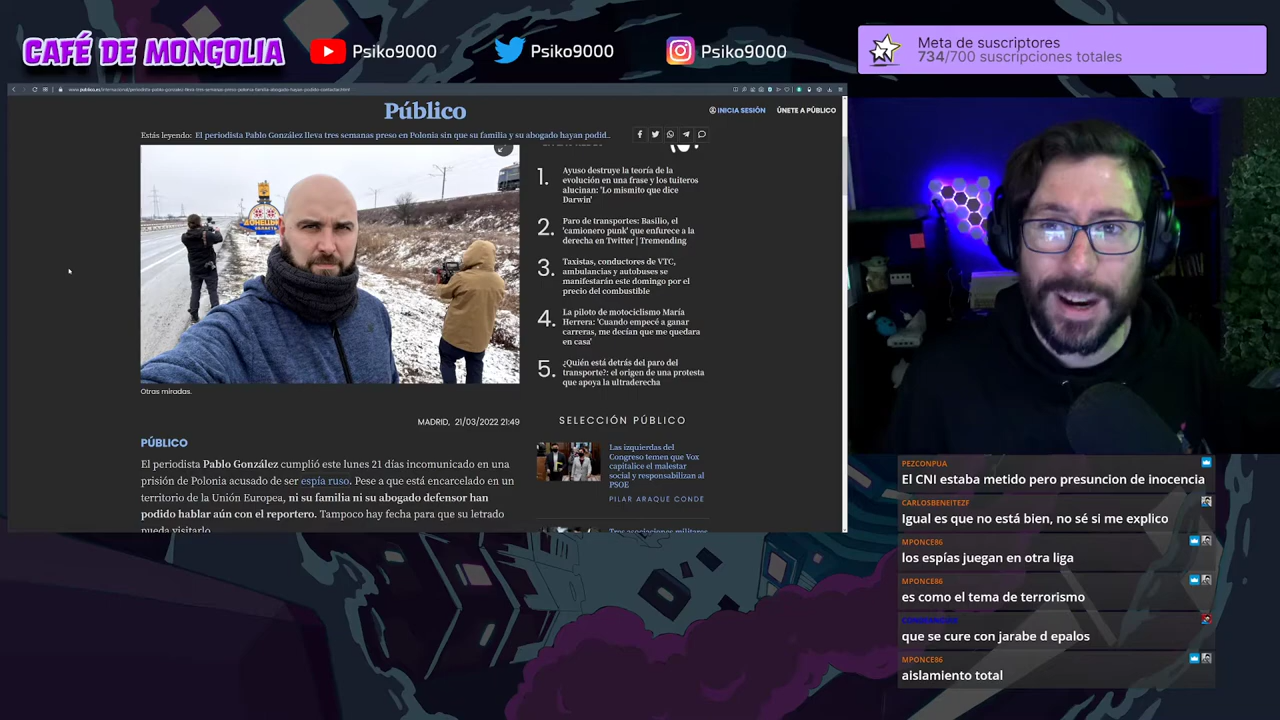 CAFÉ DE MONGOLIA
Psiko9000
Psiko9000
Psiko9000
Meta de suscriptores
734/700 suscripciones totales
Público
INICIA SESIÓN
ÚNETE A PÚBLICO
Estás leyendo: El periodista Pablo González lleva tres semanas preso en Polonia sin que su familia y su abogado hayan podid...
1. Ayuso destruye la teoría de la
evolución en una frase y los tuiteros
alucinan: 'Lo mismito que dice
Darwin'
2. Paro de transportes: Basilio, el
'camionero punk' que enfurece a la
derecha en Twitter | Tremending
3. Taxistas, conductores de VTC,
ambulancias y autobuses se
manifestarán este domingo por el
precio del combustible
4. La piloto de motociclismo María
Herrera: 'Cuando empecé a ganar
carreras, me decían que me quedara
en casa'
5. ¿Quién está detrás del paro del
transporte?: el origen de una protesta
que apoya la ultraderecha
Otras miradas.
MADRID, 21/03/2022 21:49
PÚBLICO
El periodista Pablo González cumplió este lunes 21 días incomunicado en una
prisión de Polonia acusado de ser espía ruso. Pese a que está encarcelado en un
territorio de la Unión Europea, ni su familia ni su abogado defensor han
podido hablar aún con el reportero. Tampoco hay fecha para que su letrado
pueda visitarlo
SELECCIÓN PÚBLICO
Las izquierdas del
Congreso temen que Vox
capitalice el malestar
social y responsabilizan al
PSOE
PILAR ARAQUE CONDE
Tres asociaciones militares
PEZCONPUA
El CNI estaba metido pero presuncion de inocencia
CARLOSBENEITEZF
Igual es que no está bien, no sé si me explico
MPONCE86
los espías juegan en otra liga
MPONCE86
es como el tema de terrorismo
que se cure con jarabe d epalos
MPONCE86
aislamiento total